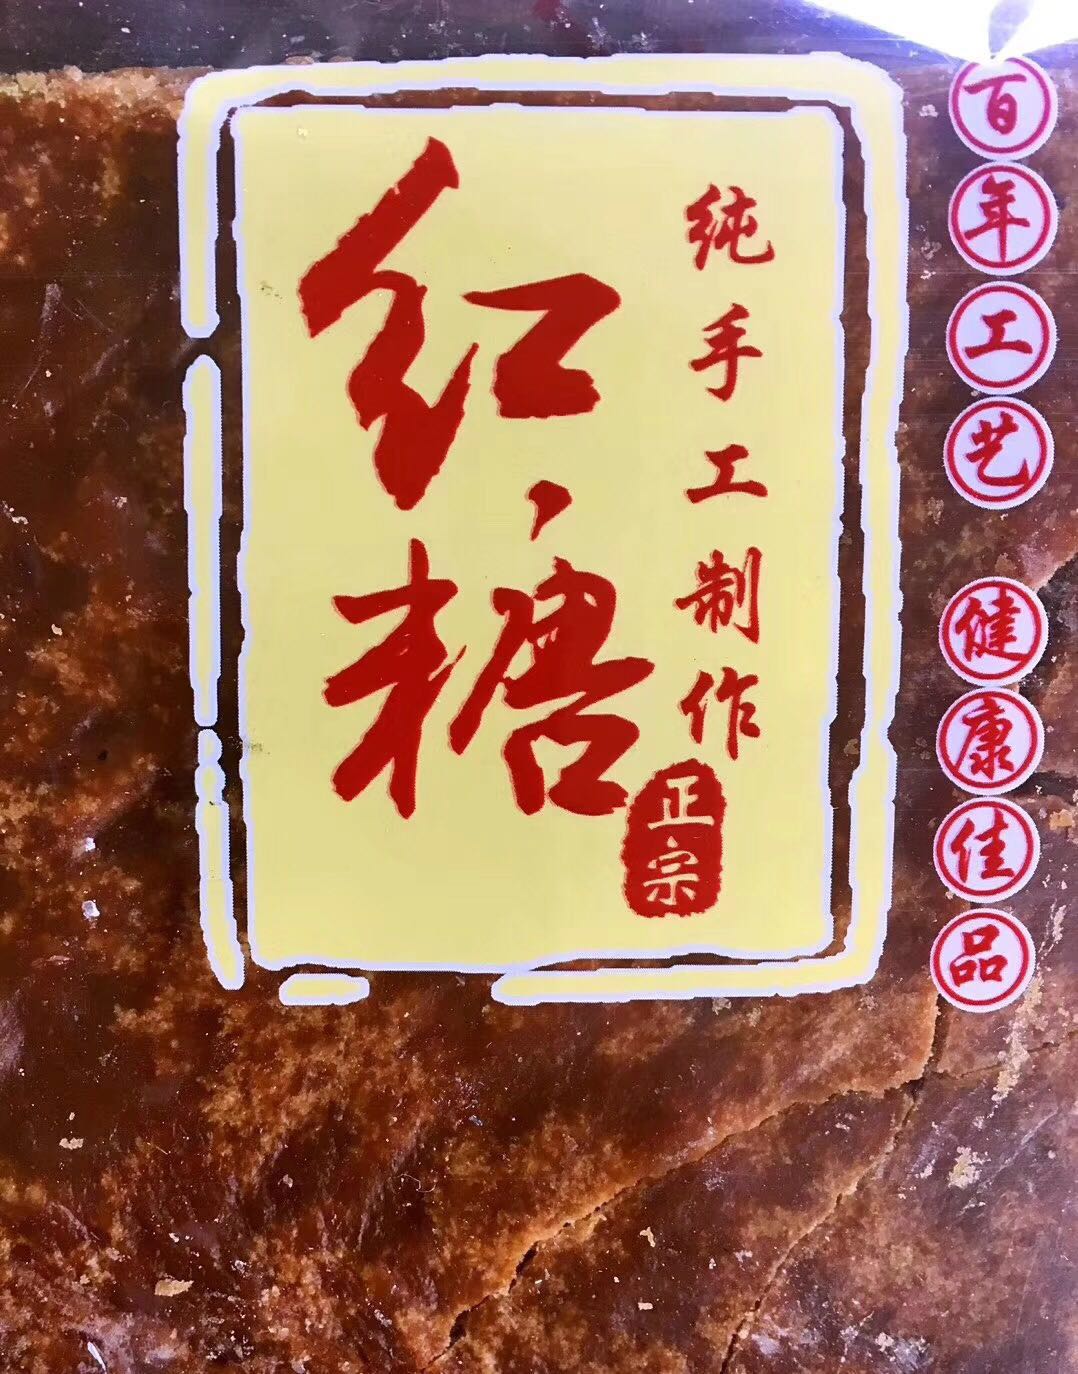 百年工艺 健康佳品
纯手工制作
正宗
红糖